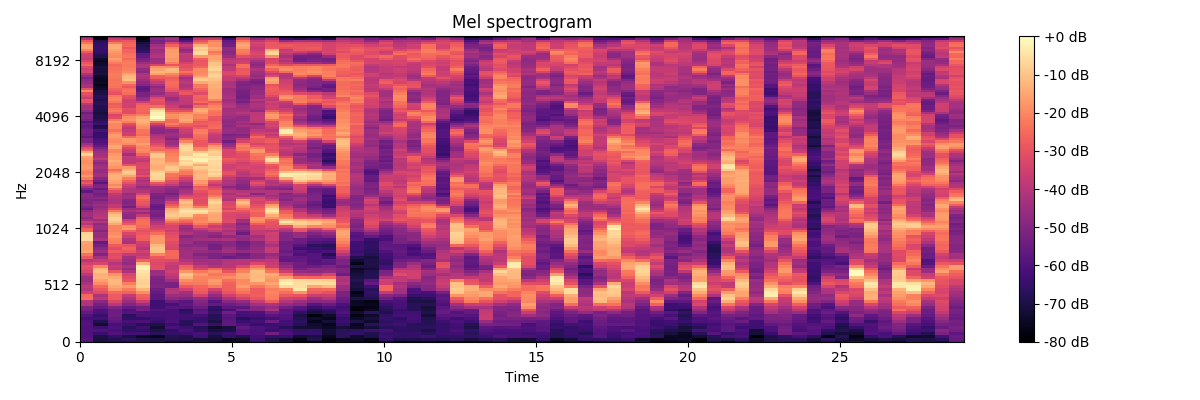 Mel spectrogram
Hz
8192
4096
2048
1024
512
0
0 5 10 15 20 25
Time
+0 dB
-10 dB
-20 dB
-30 dB
-40 dB
-50 dB
-60 dB
-70 dB
-80 dB